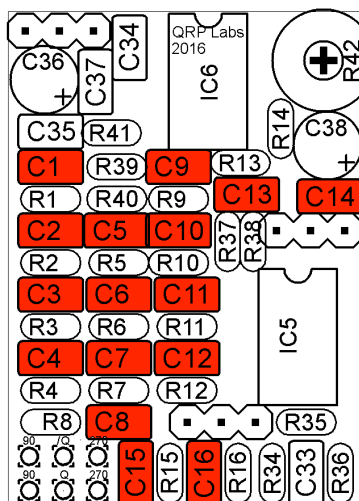 QRP Labs
2016
C34
R42
C36
C37
IC6
R14
C38
C35
R41
C1
R39
C9
R13
R1
R40
R9
C13
C14
C2
C5
C10
R37
R38
R2
R5
R10
C3
C6
C11
R3
R6
R11
IC5
C4
C7
C12
R4
R7
R12
R8
C8
R35
90
/Q
270
C15
R15
C16
R16
R34
C33
R36
90
Q
270